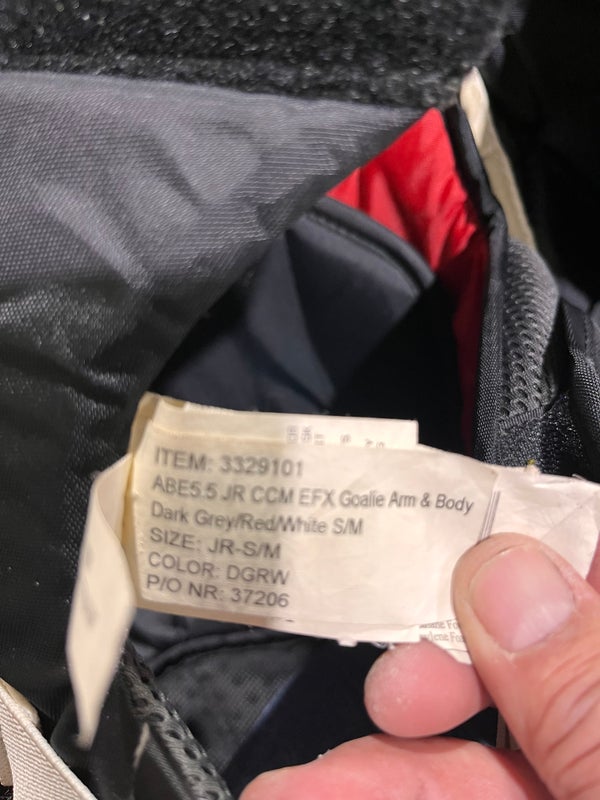 ITEM: 3329101
ABE5.5 JR CCM EFX Goalie Arm & Body
Dark Grey/Red/White S/M
SIZE: JR-S/M
COLOR: DGRW
P/O NR: 37206